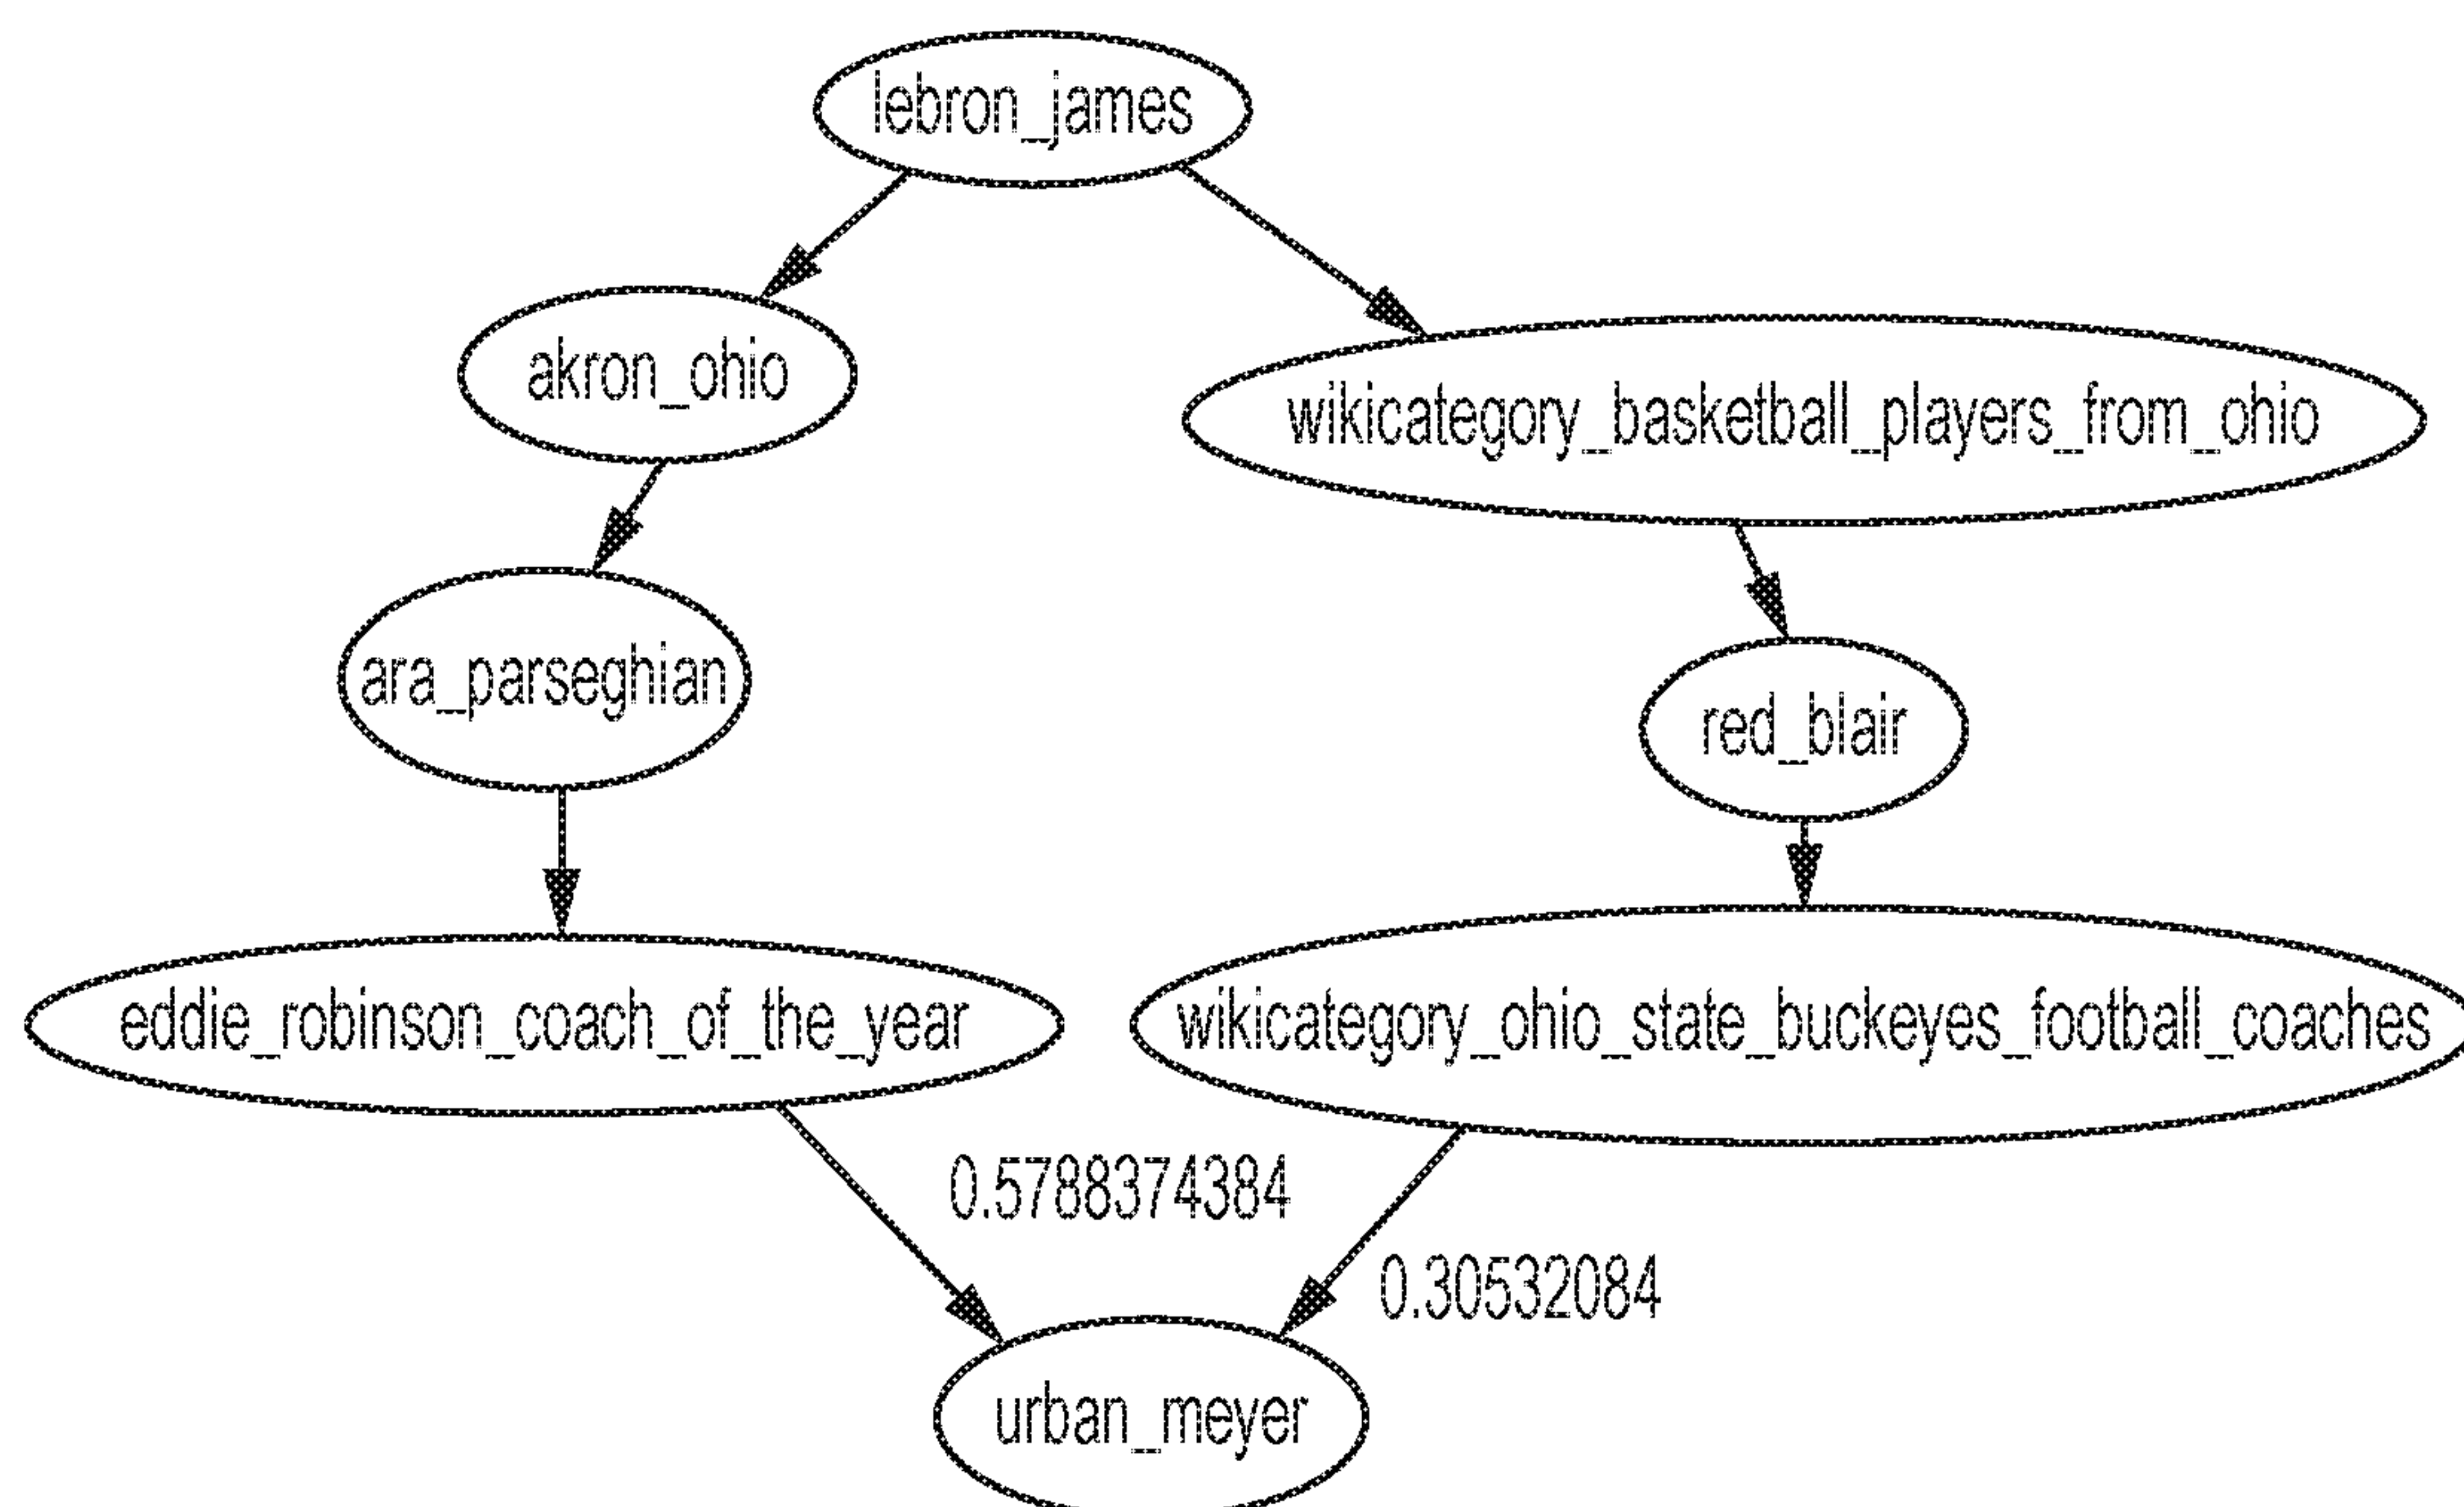 lebron_james
akron_ohio
wikicategory_basketball_players_from_ohio
ara_parseghian
red_blair
eddie_robinson_coach_of_the_year
wikicategory_ohio_state_buckeyes_football_coaches
0.5788374384
0.30532084
urban_meyer